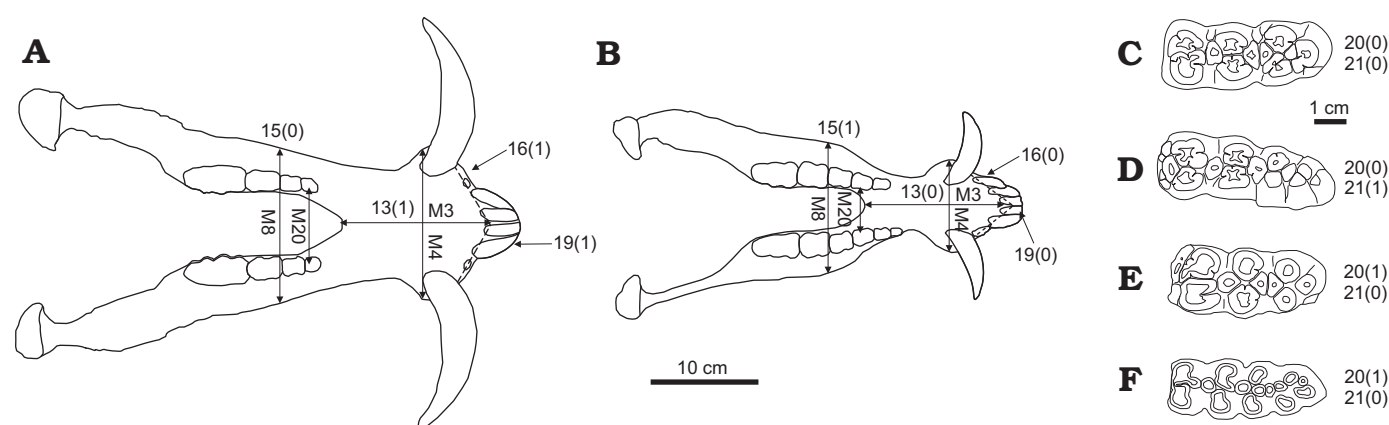 A
15(0)
16(1)
13(1)
M3
M8
M20
M4
19(1)
B
15(1)
16(0)
13(0)
M3
M8
M20
M4
19(0)
10 cm
C
20(0)
21(0)
1 cm
D
20(0)
21(1)
E
20(1)
21(0)
F
20(1)
21(0)